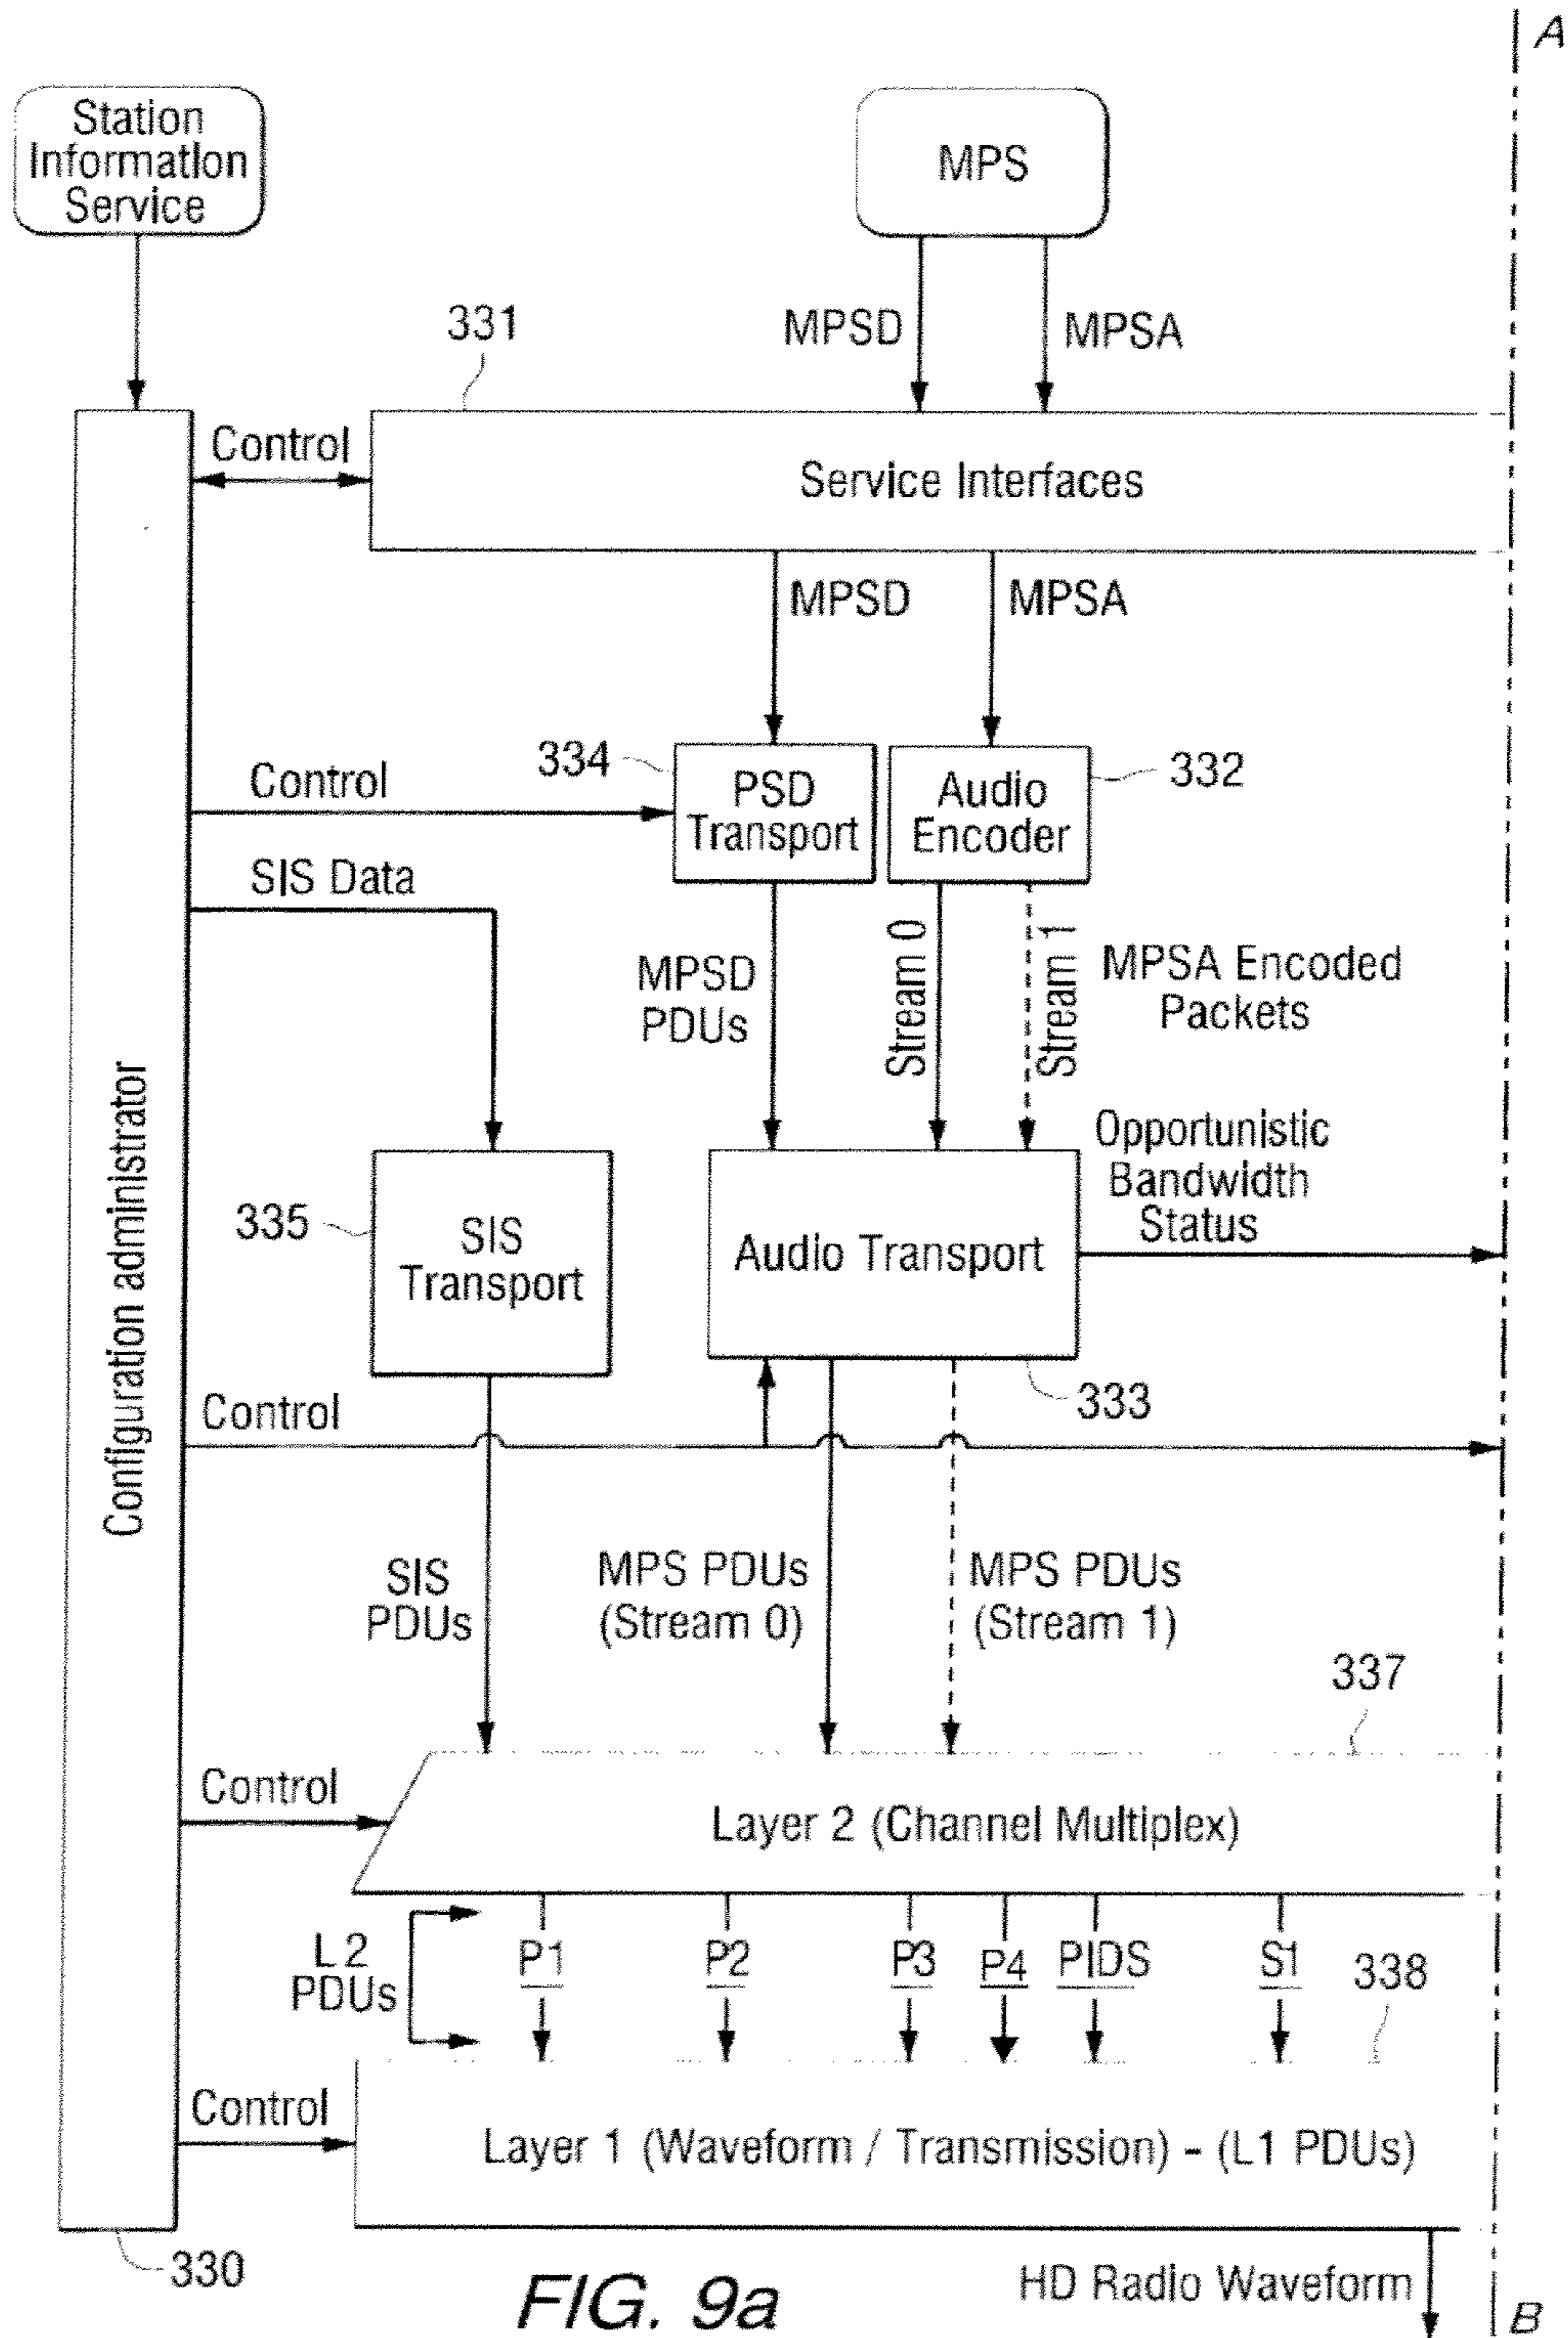 A
Station
Information
Service
MPS
331
MPSD
MPSA
Control
Service Interfaces
MPSD
MPSA
334
PSD
Transport
Audio
Encoder
332
Control
SIS Data
MPSD
PDUs
Stream 0
Stream 1
MPSA Encoded
Packets
Configuration administrator
335
SIS
Transport
Audio Transport
Opportunistic
Bandwidth
Status
333
Control
SIS
PDUs
MPS PDUs
(Stream 0)
MPS PDUs
(Stream 1)
337
Control
Layer 2 (Channel Multiplex)
L2
PDUs
P1
P2
P3
P4
PIDS
S1
338
Control
Layer 1 (Waveform / Transmission) - (L1 PDUs)
330
HD Radio Waveform
FIG. 9a
B